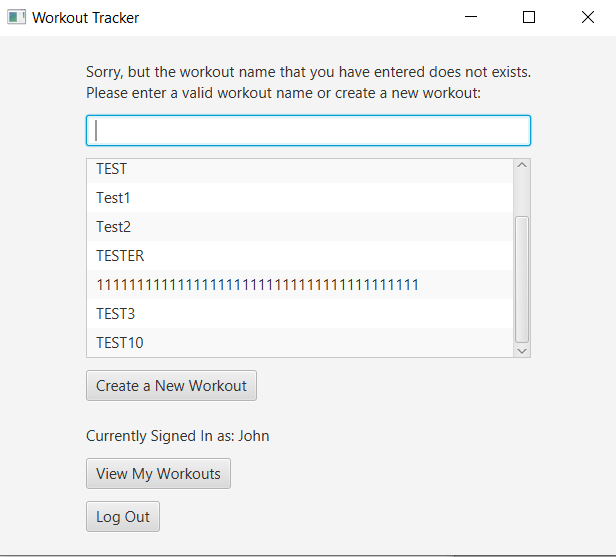 Workout Tracker
Sorry, but the workout name that you have entered does not exists.
Please enter a valid workout name or create a new workout:
TEST
Test1
Test2
TESTER
1111111111111111111111111111111111111111
TEST3
TEST10
Create a New Workout
Currently Signed In as: John
View My Workouts
Log Out